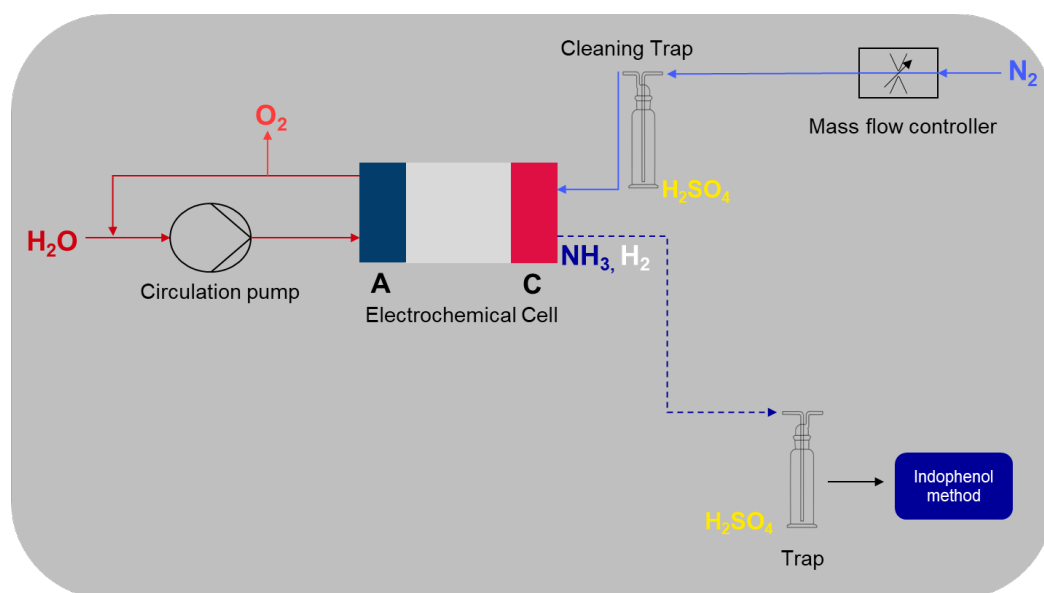 Cleaning Trap
N₂
Mass flow controller
O₂
H₂SO₄
H₂O
NH₃, H₂
A
C
Circulation pump
Electrochemical Cell
Indophenol
method
H₂SO₄
Trap